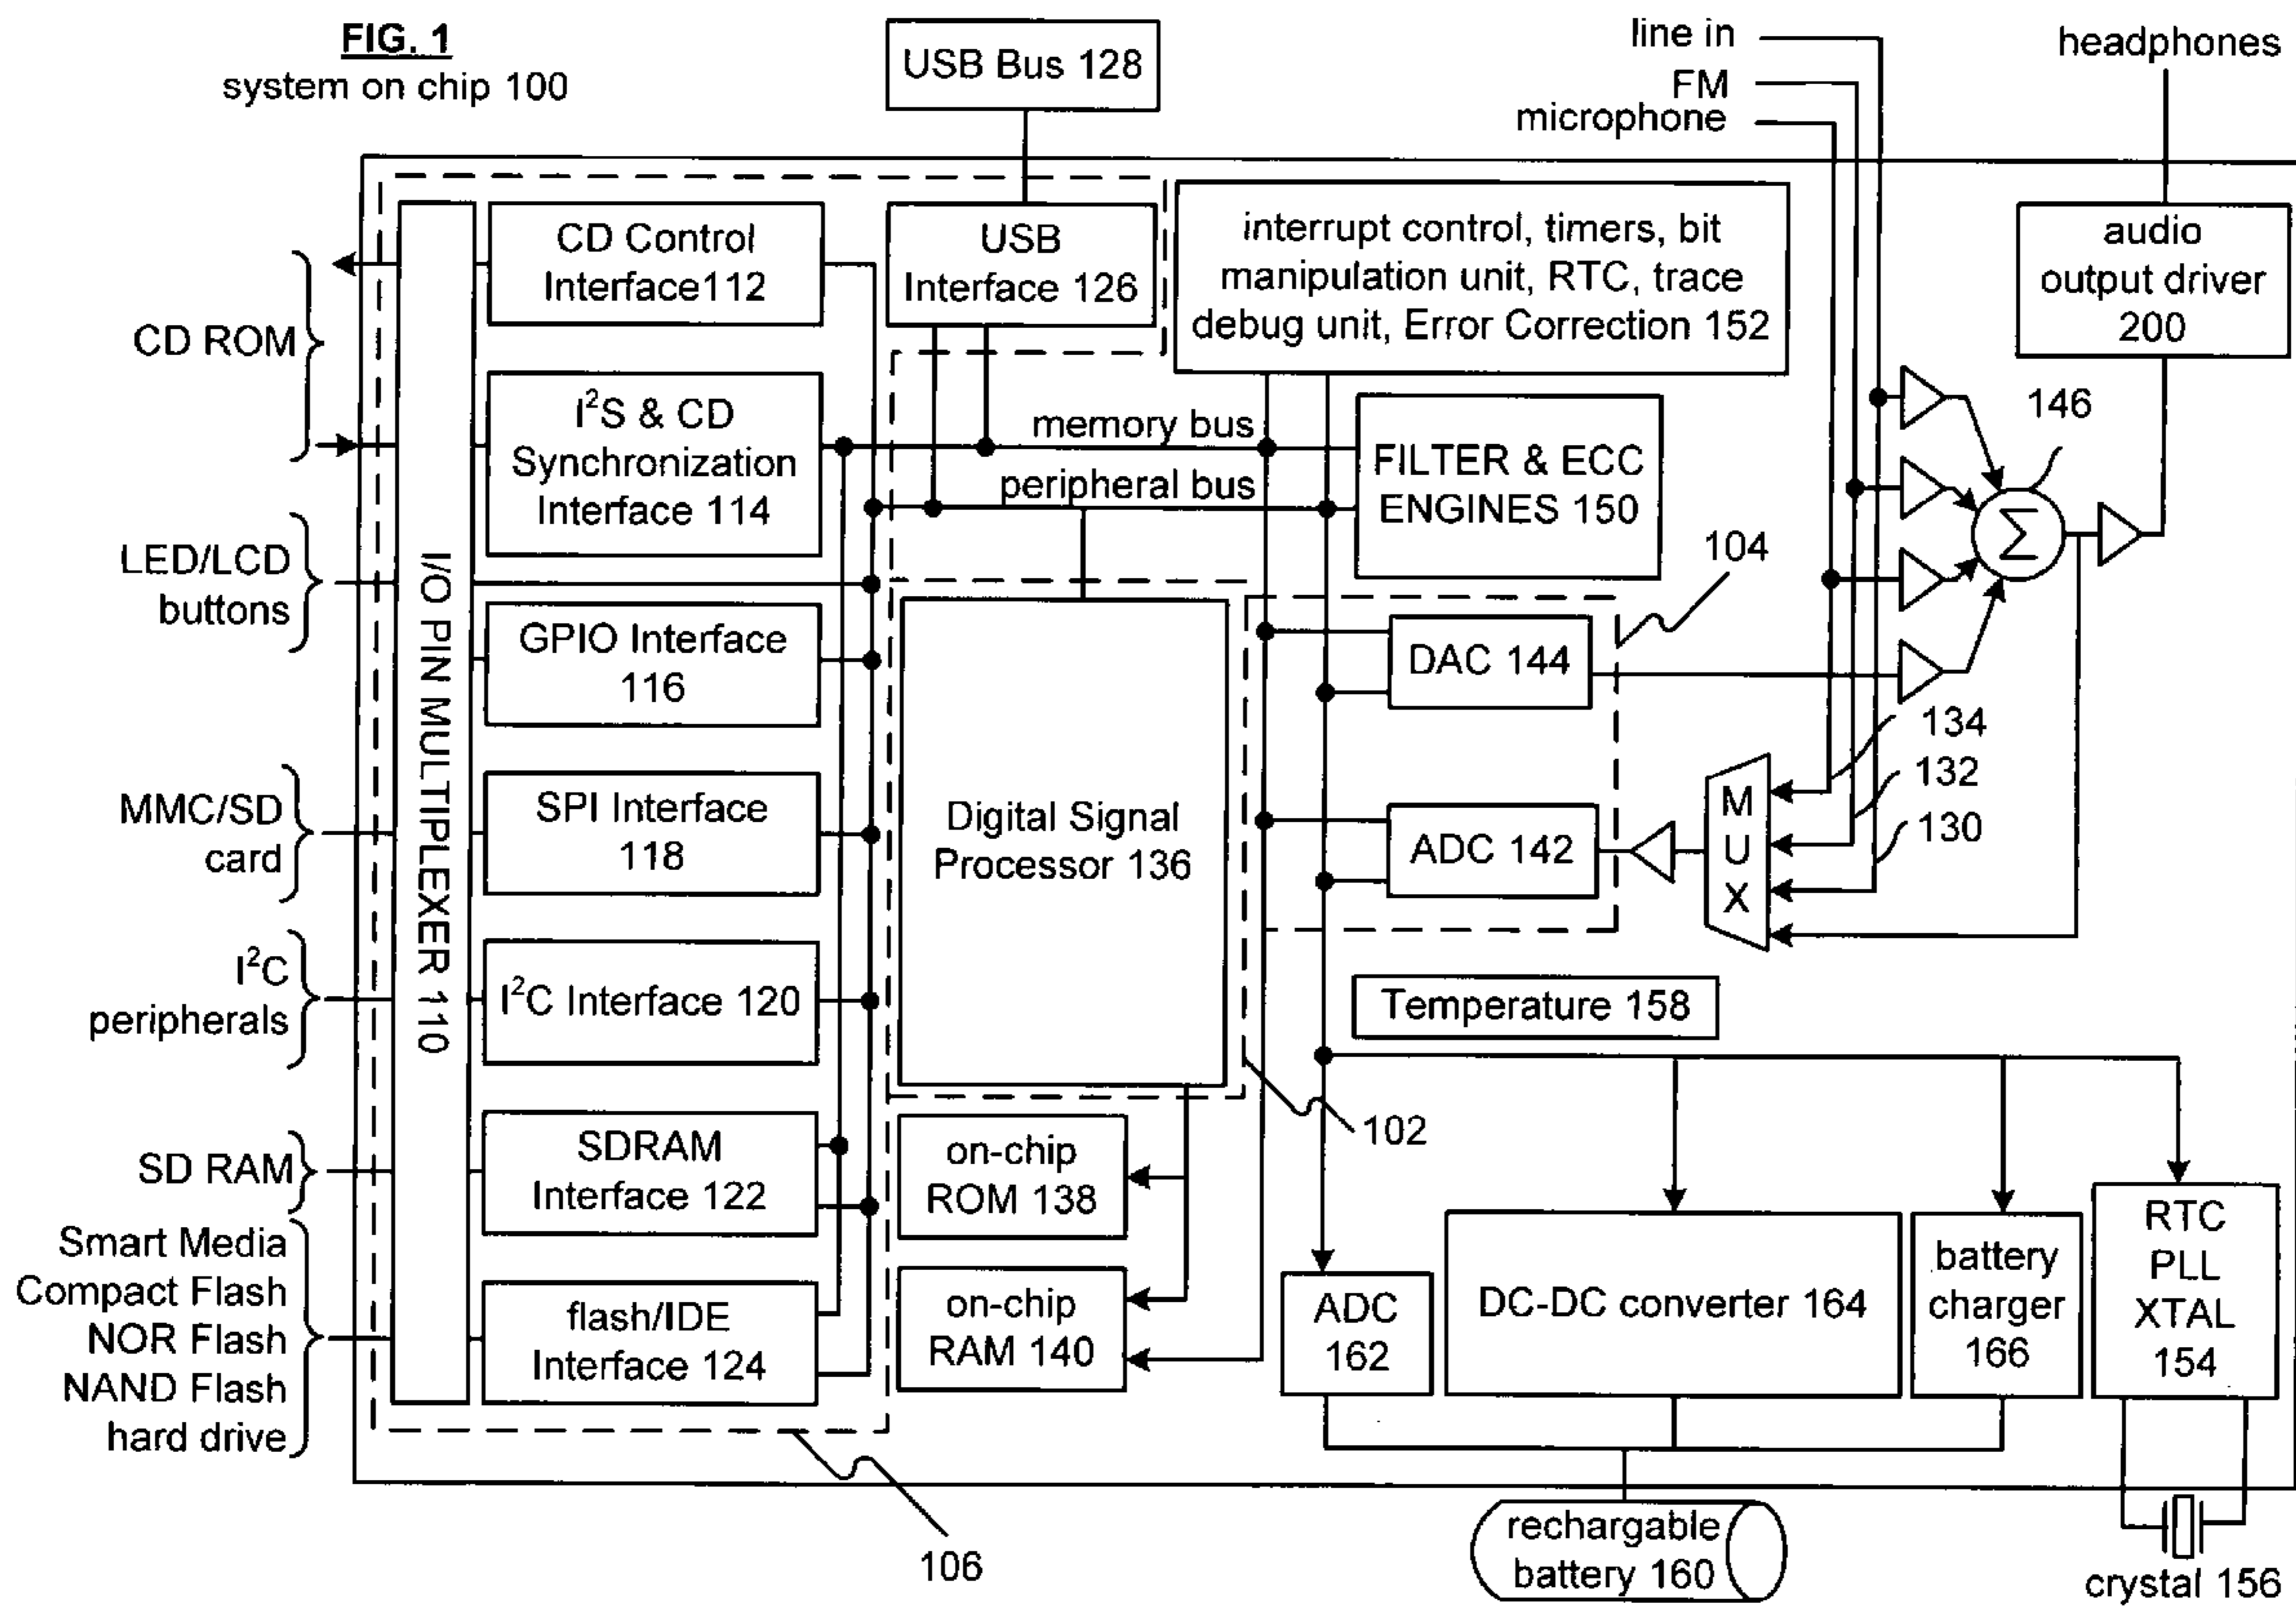 FIG. 1
system on chip 100
USB Bus 128
line in
FM
microphone
headphones
CD Control
Interface112
USB
Interface 126
interrupt control, timers, bit
manipulation unit, RTC, trace
debug unit, Error Correction 152
audio
output driver
200
CD ROM
I²S & CD
Synchronization
Interface 114
memory bus
peripheral bus
FILTER & ECC
ENGINES 150
146
Σ
104
LED/LCD
buttons
I/O PIN MULTIPLEXER 110
GPIO Interface
116
DAC 144
134
132
130
MMC/SD
card
SPI Interface
118
Digital Signal
Processor 136
ADC 142
M
U
X
I²C
peripherals
I²C Interface 120
Temperature 158
102
SD RAM
SDRAM
Interface 122
on-chip
ROM 138
Smart Media
Compact Flash
NOR Flash
NAND Flash
hard drive
flash/IDE
Interface 124
on-chip
RAM 140
ADC
162
DC-DC converter 164
battery
charger
166
RTC
PLL
XTAL
154
106
rechargable
battery 160
crystal 156